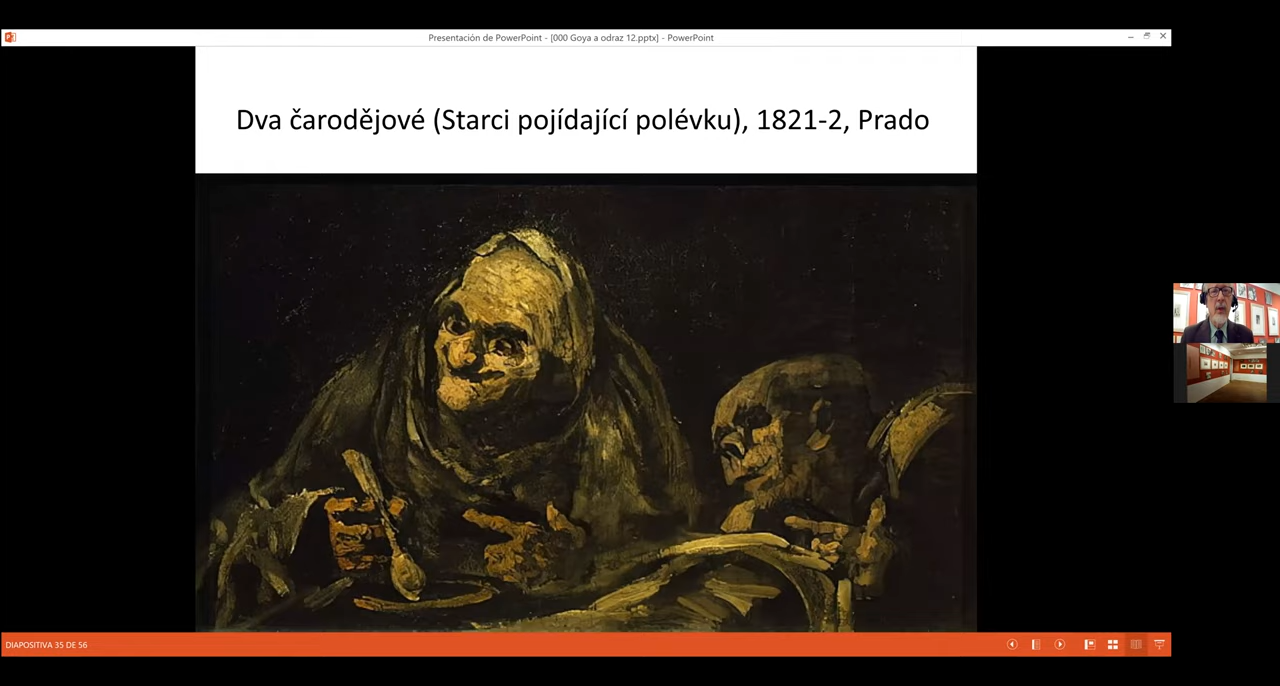 Presentación de PowerPoint - [000 Goya a odraz 12.pptx] - PowerPoint
Dva čarodějové (Starci pojídající polévku), 1821-2, Prado
DIAPOSITIVA 35 DE 56